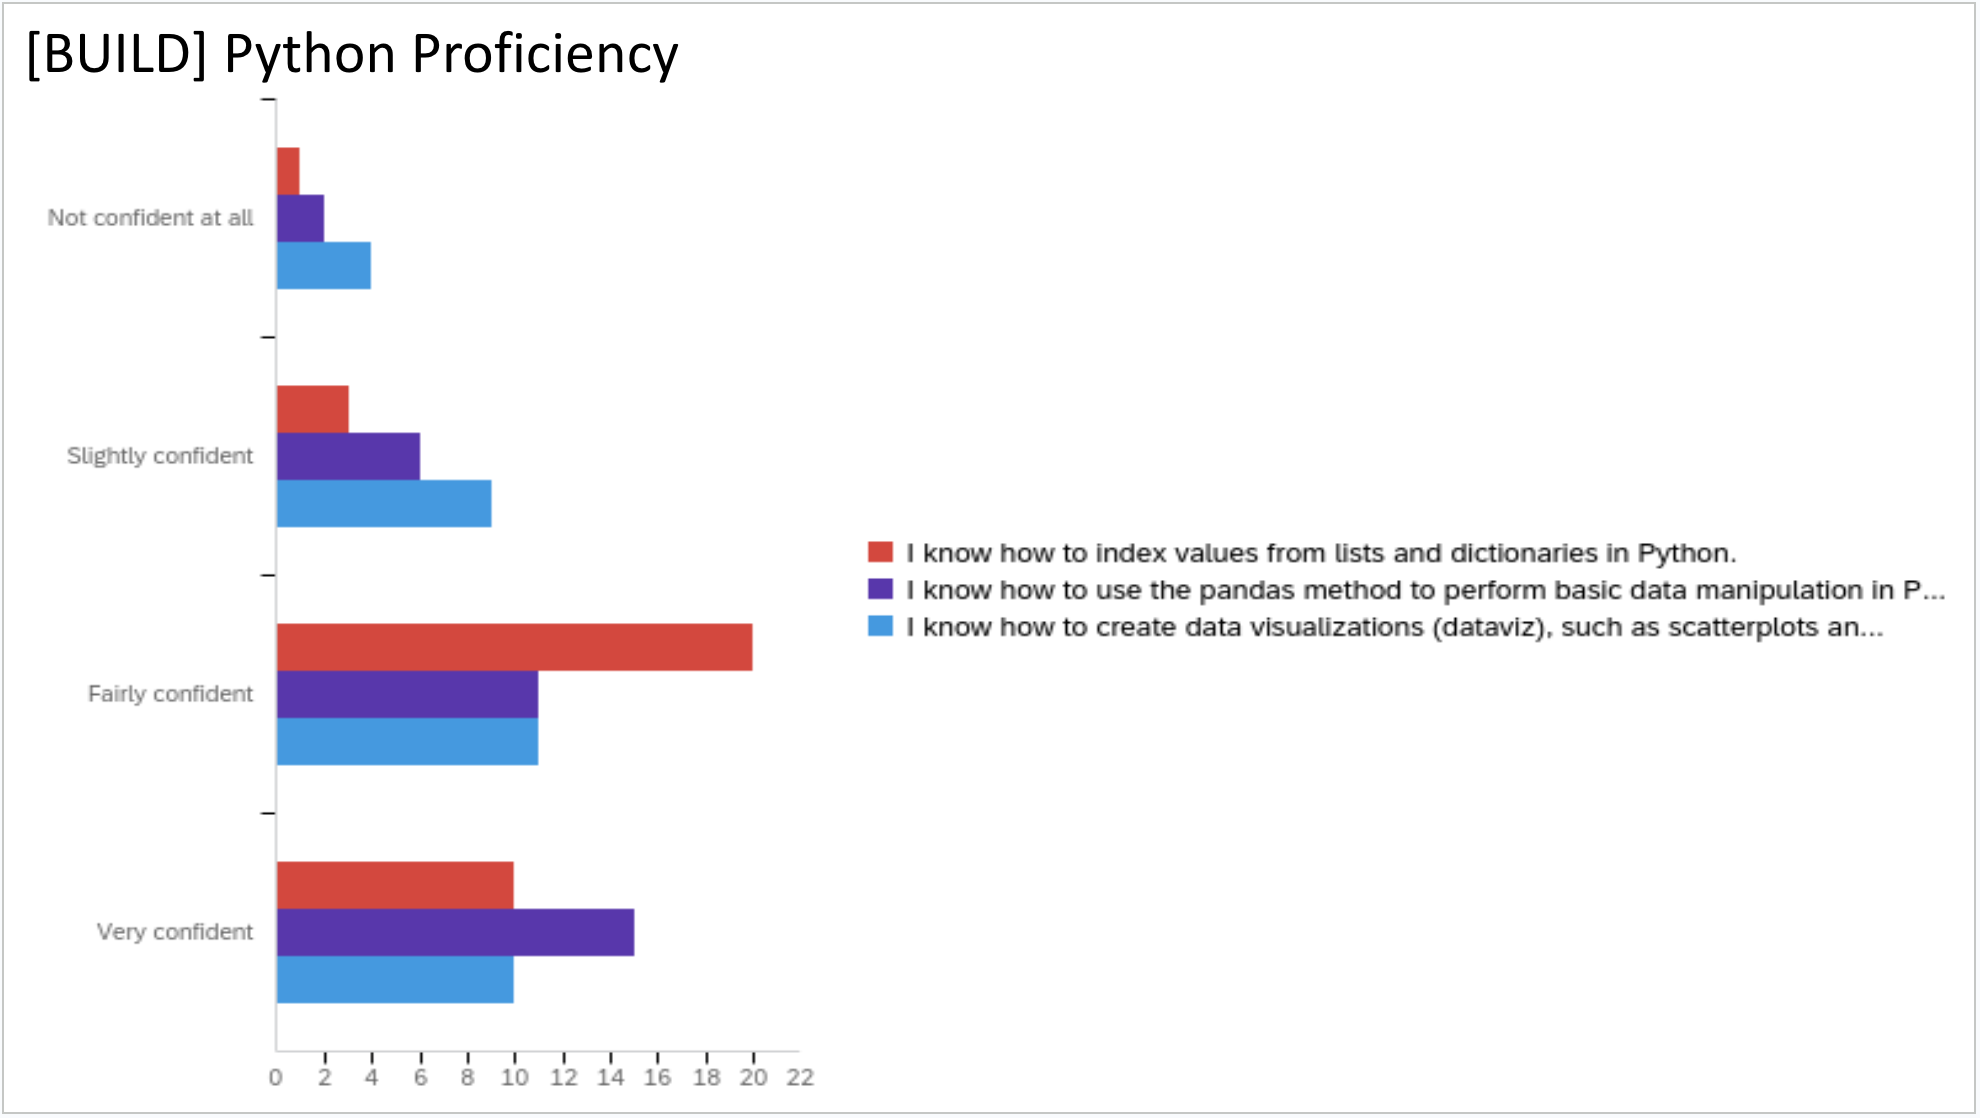 [BUILD] Python Proficiency
Not confident at all
Slightly confident
Fairly confident
Very confident
0 2 4 6 8 10 12 14 16 18 20 22
I know how to index values from lists and dictionaries in Python.
I know how to use the pandas method to perform basic data manipulation in P...
I know how to create data visualizations (dataviz), such as scatterplots an...